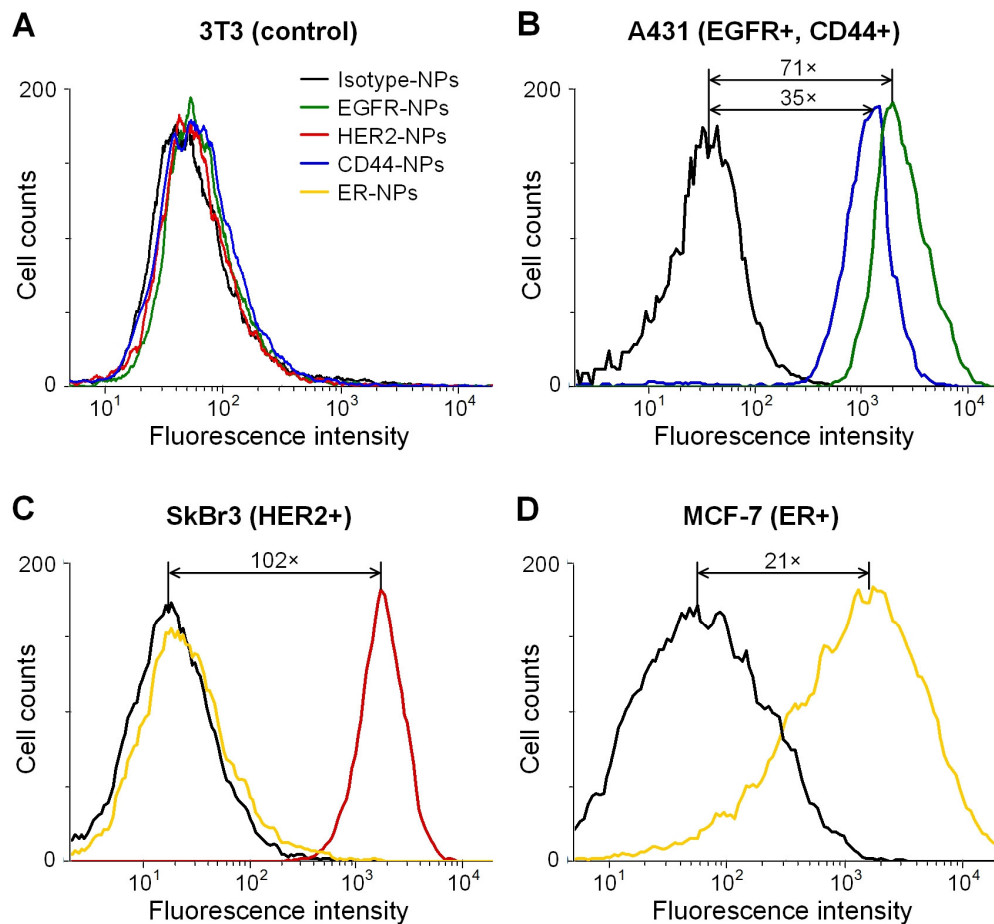 A
3T3 (control)
200
Isotype-NPs
EGFR-NPs
HER2-NPs
CD44-NPs
ER-NPs
Cell counts
0
10¹ 10² 10³ 10⁴
Fluorescence intensity
B
A431 (EGFR+, CD44+)
71×
35×
200
Cell counts
0
10¹ 10² 10³ 10⁴
Fluorescence intensity
C
SkBr3 (HER2+)
102×
200
Cell counts
0
10¹ 10² 10³ 10⁴
Fluorescence intensity
D
MCF-7 (ER+)
21×
200
Cell counts
0
10¹ 10² 10³ 10⁴
Fluorescence intensity